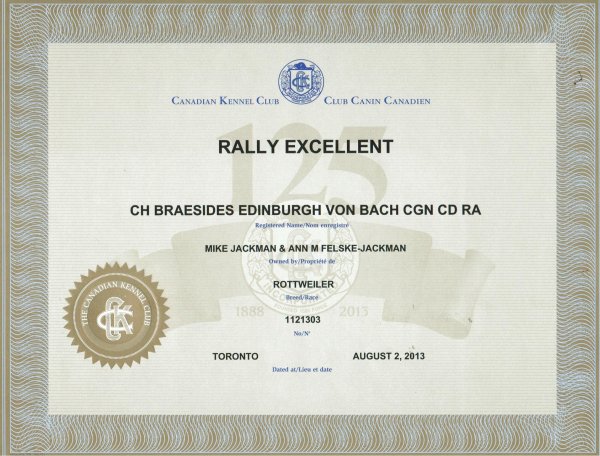 CANADIAN KENNEL CLUB CLUB CANIN CANADIEN
125
RALLY EXCELLENT
CH BRAESIDES EDINBURGH VON BACH CGN CD RA
Registered Name/Nom enregistré
MIKE JACKMAN & ANN M FELSKE-JACKMAN
Owned by/Propriété de
ROTTWEILER
Breed/Race
1888 2013
1121303
No/Nº
TORONTO AUGUST 2, 2013
Dated at/Lieu et date
THE CANADIAN KENNEL CLUB
CKC